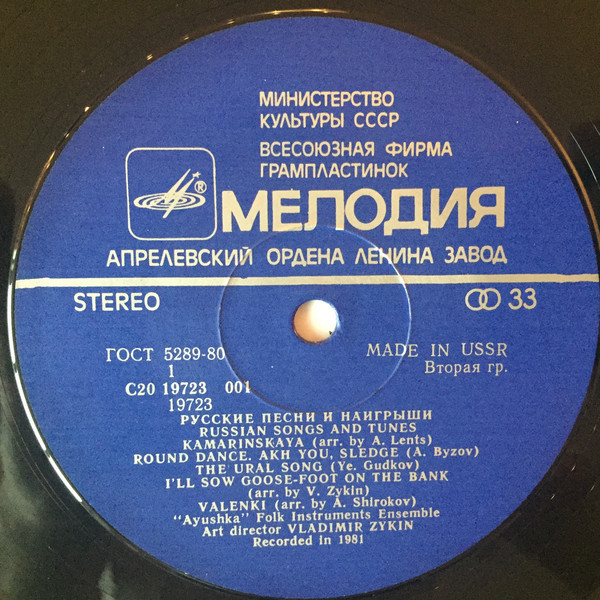 МИНИСТЕРСТВО
КУЛЬТУРЫ СССР
ВСЕСОЮЗНАЯ ФИРМА
ГРАМПЛАСТИНОК
®
МЕЛОДИЯ
АПРЕЛЕВСКИЙ ОРДЕНА ЛЕНИНА ЗАВОД
STEREO
33
ГОСТ 5289-80
MADE IN USSR
1
Вторая гр.
С20 19723 001
19723
РУССКИЕ ПЕСНИ И НАИГРЫШИ
RUSSIAN SONGS AND TUNES
KAMARINSKAYA (arr. by A. Lents)
ROUND DANCE. AKH YOU, SLEDGE (A. Byzov)
THE URAL SONG (Ye. Gudkov)
I'LL SOW GOOSE-FOOT ON THE BANK
(arr. by V. Zykin)
VALENKI (arr. by A. Shirokov)
"Ayushka" Folk Instruments Ensemble
Art director VLADIMIR ZYKIN
Recorded in 1981